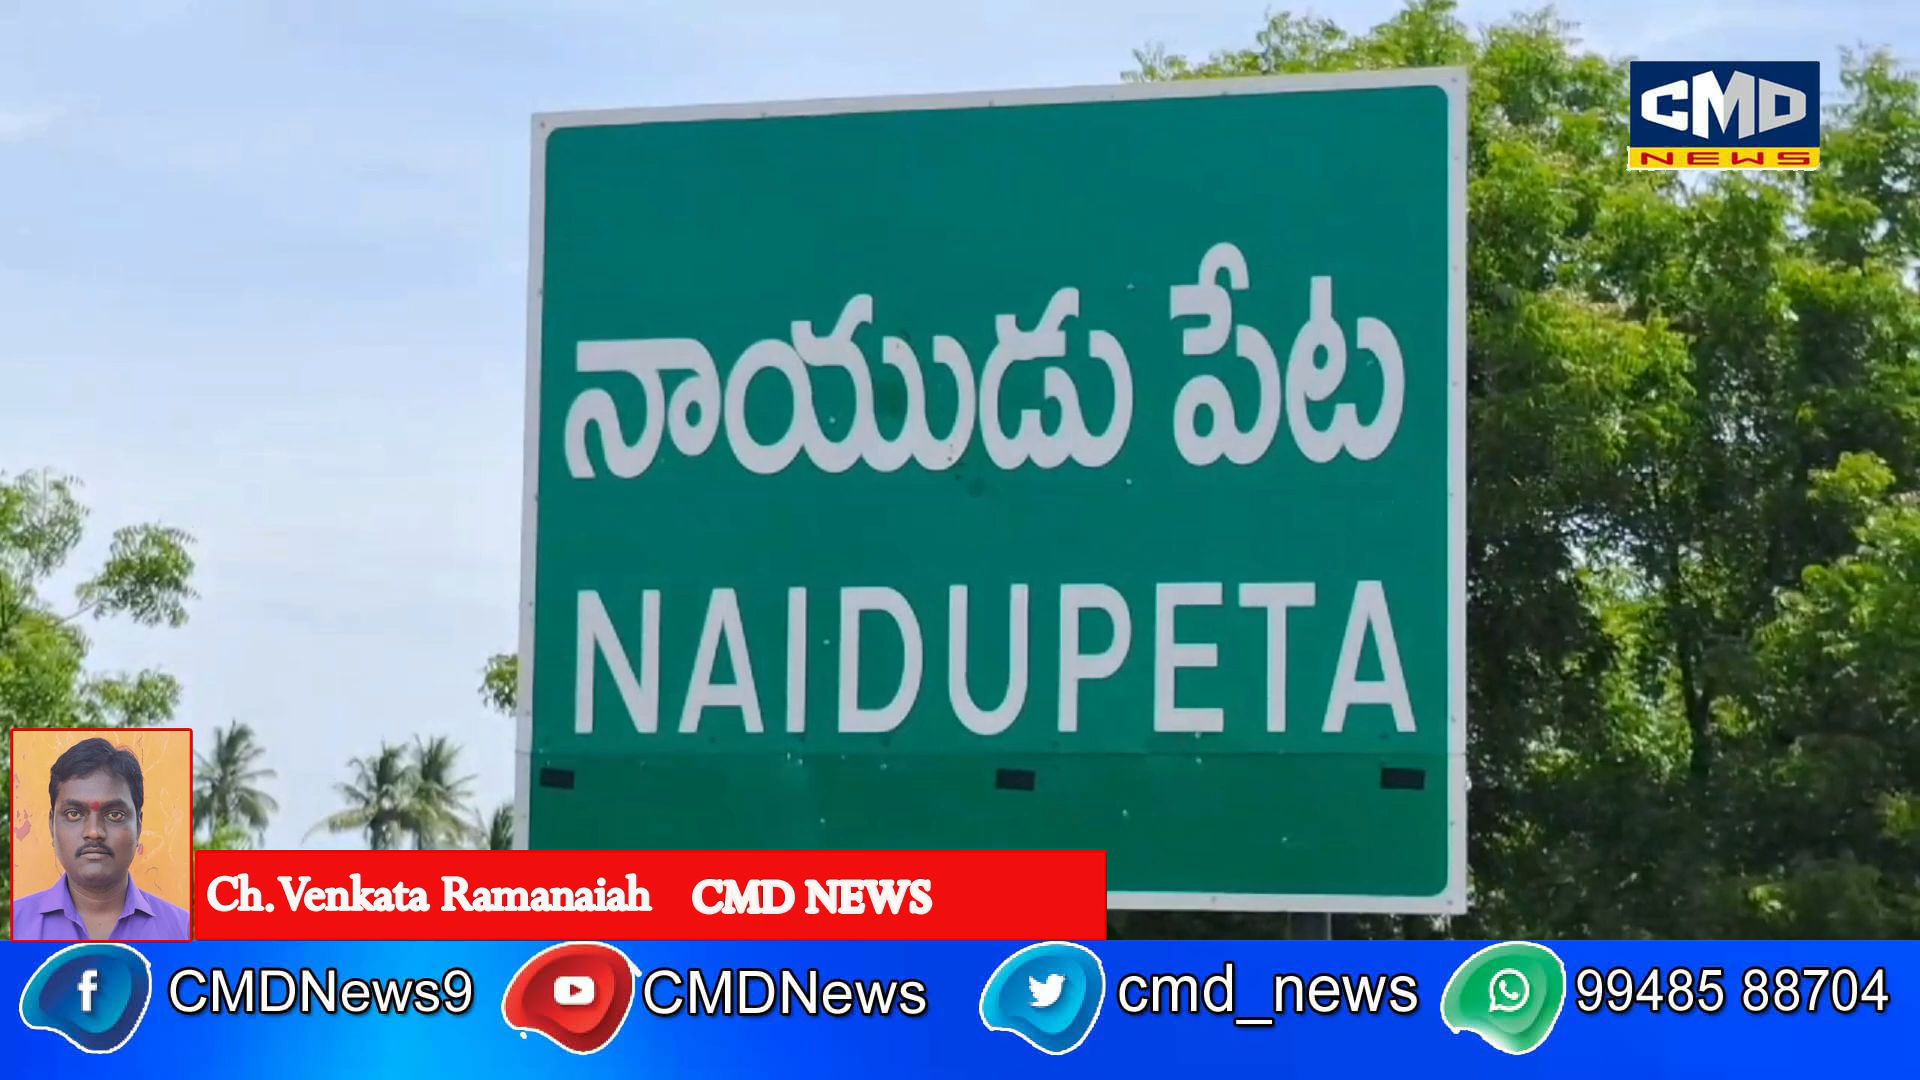 CMD
NEWS
నాయుడు పేట
NAIDUPETA
Ch. Venkata Ramanaiah CMD NEWS
CMDNews9 CMDNews cmd_news 99485 88704